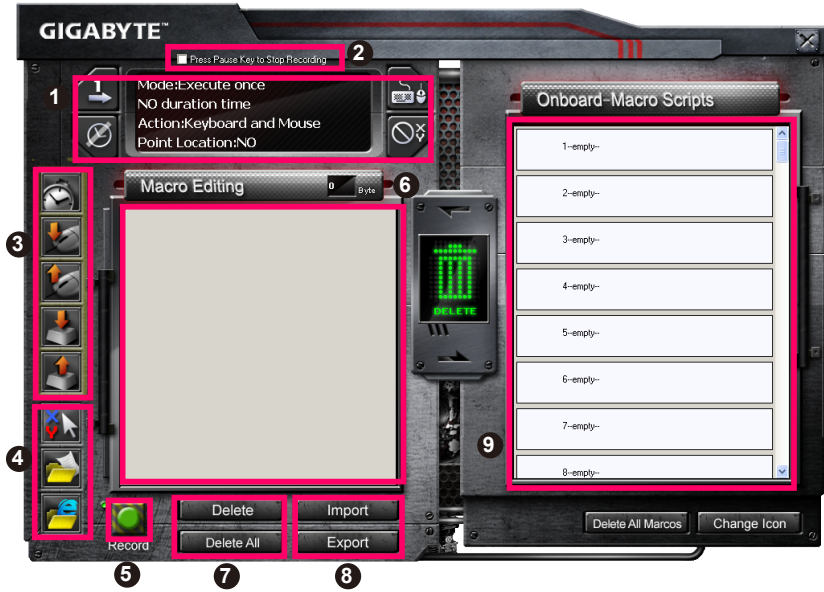 GIGABYTE™
Press Pause Key to Stop Recording
2
1
1
Mode:Execute once
NO duration time
Action:Keyboard and Mouse
Point Location:NO
X
Y
Onboard-Macro Scripts
Macro Editing
0
Byte
6
3
DELETE
1--empty--
2--empty--
3--empty--
4--empty--
5--empty--
6--empty--
7--empty--
8--empty--
9
X
Y
4
Record
5
Delete
Delete All
7
Import
Export
8
Delete All Marcos
Change Icon